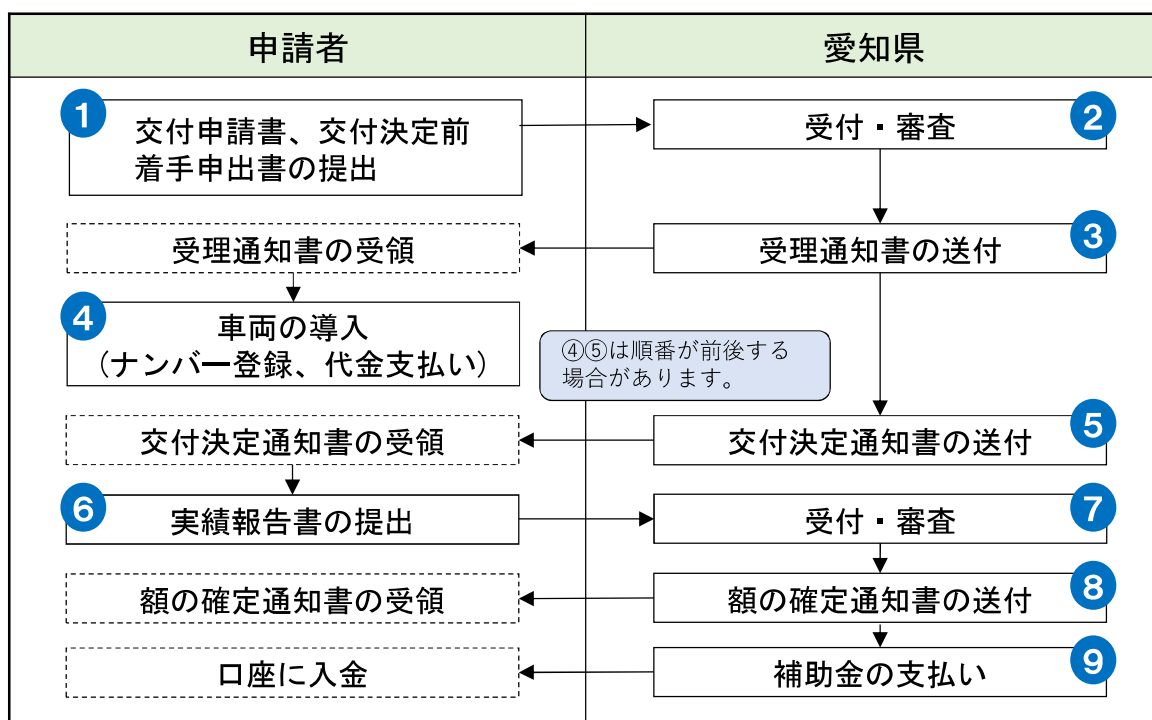 申請者
愛知県
1
交付申請書、交付決定前
着手申出書の提出
2
受付・審査
受理通知書の受領
3
受理通知書の送付
4
車両の導入
(ナンバー登録、代金支払い)
④⑤は順番が前後する
場合があります。
交付決定通知書の受領
5
交付決定通知書の送付
6
実績報告書の提出
7
受付・審査
額の確定通知書の受領
8
額の確定通知書の送付
口座に入金
9
補助金の支払い